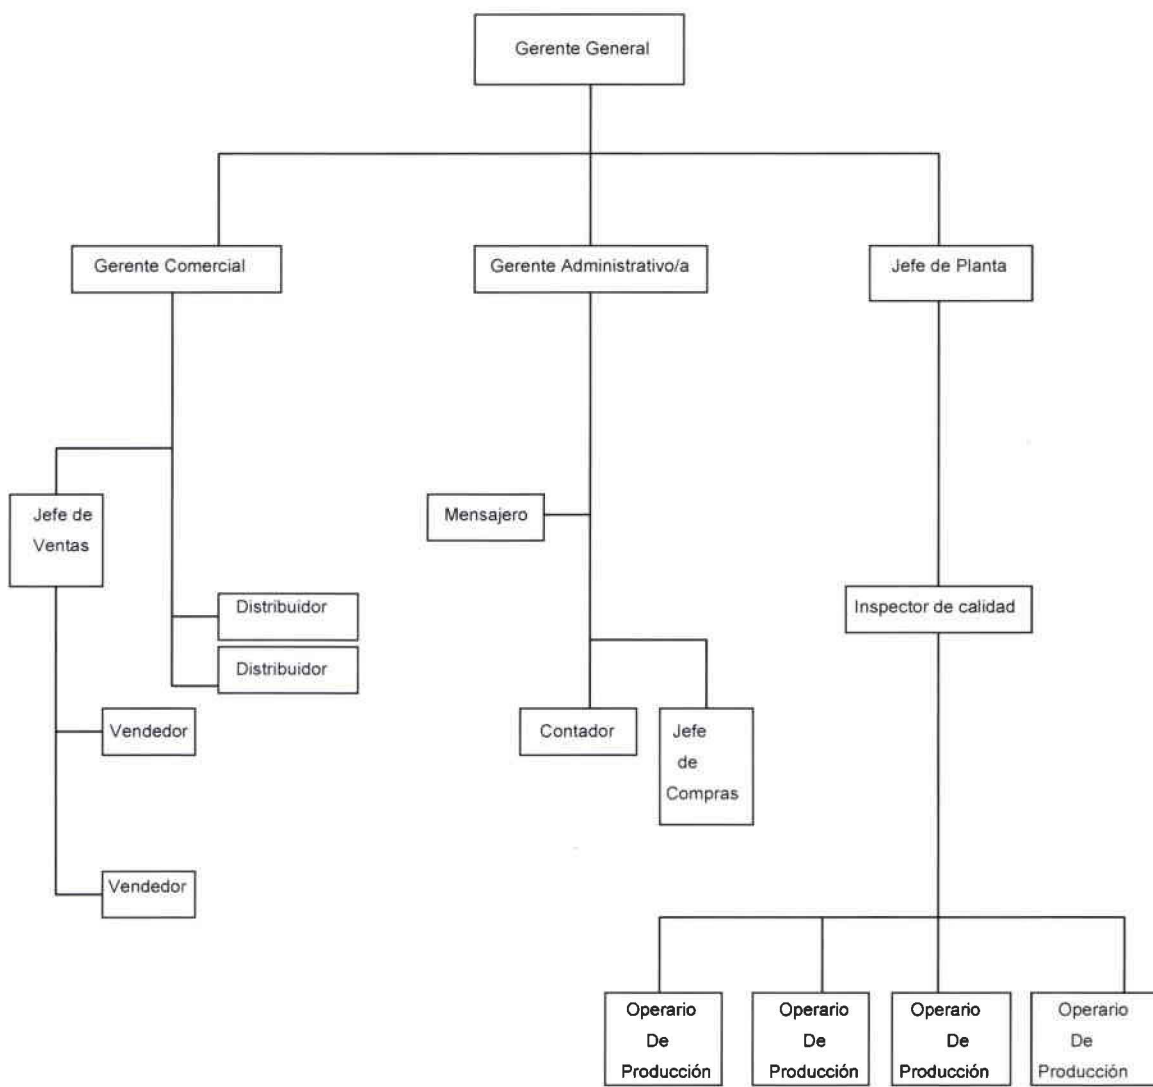 Gerente General
Gerente Comercial
Gerente Administrativo/a
Jefe de Planta
Jefe de
Ventas
Mensajero
Distribuidor
Distribuidor
Inspector de calidad
Vendedor
Contador
Jefe
de
Compras
Vendedor
Operario
De
Producción
Operario
De
Producción
Operario
De
Producción
Operario
De
Producción